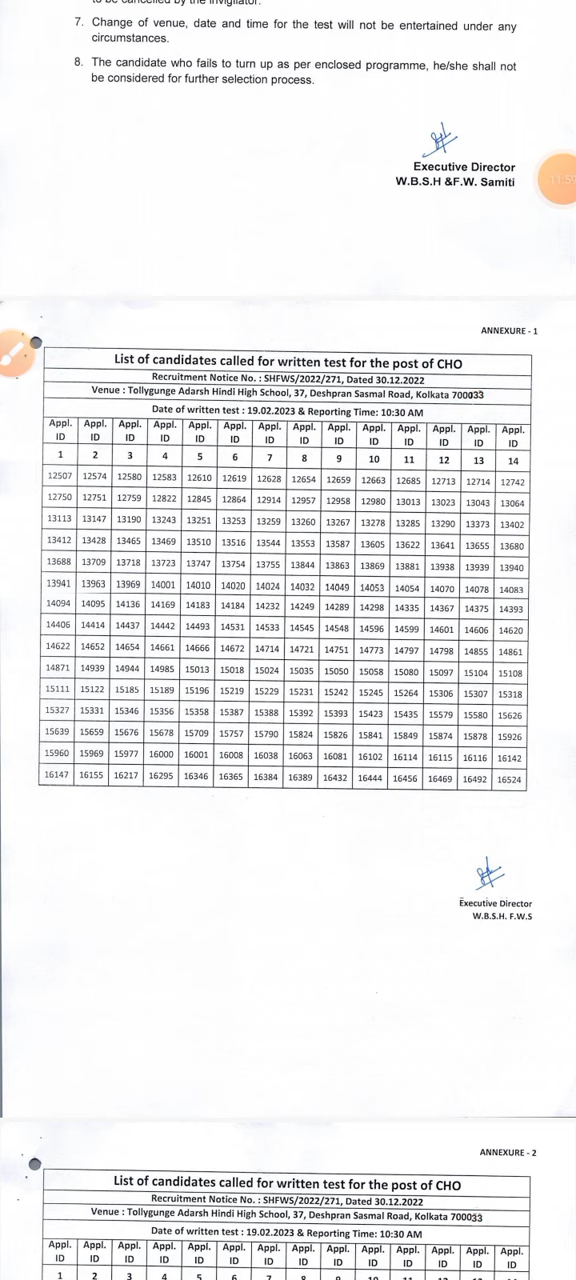 to be cancelled by the invigilator.
7. Change of venue, date and time for the test will not be entertained under any
circumstances.
8. The candidate who fails to turn up as per enclosed programme, he/she shall not
be considered for further selection process.
Executive Director
W.B.S.H &F.W. Samiti
11:5
ANNEXURE - 1
List of candidates called for written test for the post of CHO
Recruitment Notice No. : SHFWS/2022/271, Dated 30.12.2022
Venue : Tollygunge Adarsh Hindi High School, 37, Deshpran Sasmal Road, Kolkata 700033
Date of written test : 19.02.2023 & Reporting Time: 10:30 AM
Appl. Appl. Appl. Appl. Appl. Appl. Appl. Appl. Appl. Appl. Appl. Appl. Appl. Appl.
ID ID ID ID ID ID ID ID ID ID ID ID ID ID
1 2 3 4 5 6 7 8 9 10 11 12 13 14
12507 12574 12580 12583 12610 12619 12628 12654 12659 12663 12685 12713 12714 12742
12750 12751 12759 12822 12845 12864 12914 12957 12958 12980 13013 13023 13043 13064
13113 13147 13190 13243 13251 13253 13259 13260 13267 13278 13285 13290 13373 13402
13412 13428 13465 13469 13510 13516 13544 13553 13587 13605 13622 13641 13655 13680
13688 13709 13718 13723 13747 13754 13755 13844 13863 13869 13881 13938 13939 13940
13941 13963 13969 14001 14010 14020 14024 14032 14049 14053 14054 14070 14078 14083
14094 14095 14136 14169 14183 14184 14232 14249 14289 14298 14335 14367 14375 14393
14406 14414 14437 14442 14493 14531 14533 14545 14548 14596 14599 14601 14606 14620
14622 14652 14654 14661 14666 14672 14714 14721 14751 14773 14797 14798 14855 14861
14871 14939 14944 14985 15013 15018 15024 15035 15050 15058 15080 15097 15104 15108
15111 15122 15185 15189 15196 15219 15229 15231 15242 15245 15264 15306 15307 15318
15327 15331 15346 15356 15358 15387 15388 15392 15393 15423 15435 15579 15580 15626
15639 15659 15676 15678 15709 15757 15790 15824 15826 15841 15849 15874 15878 15926
15960 15969 15977 16000 16001 16008 16038 16063 16081 16102 16114 16115 16116 16142
16147 16155 16217 16295 16346 16365 16384 16389 16432 16444 16456 16469 16492 16524
Executive Director
W.B.S.H. F.W.S
ANNEXURE - 2
List of candidates called for written test for the post of CHO
Recruitment Notice No. : SHFWS/2022/271, Dated 30.12.2022
Venue : Tollygunge Adarsh Hindi High School, 37, Deshpran Sasmal Road, Kolkata 700033
Date of written test : 19.02.2023 & Reporting Time: 10:30 AM
Appl. Appl. Appl. Appl. Appl. Appl. Appl. Appl. Appl. Appl. Appl. Appl. Appl. Appl.
ID ID ID ID ID ID ID ID ID ID ID ID ID ID
1 2 3 4 5 6 7 8 9 10 11 12 13 14